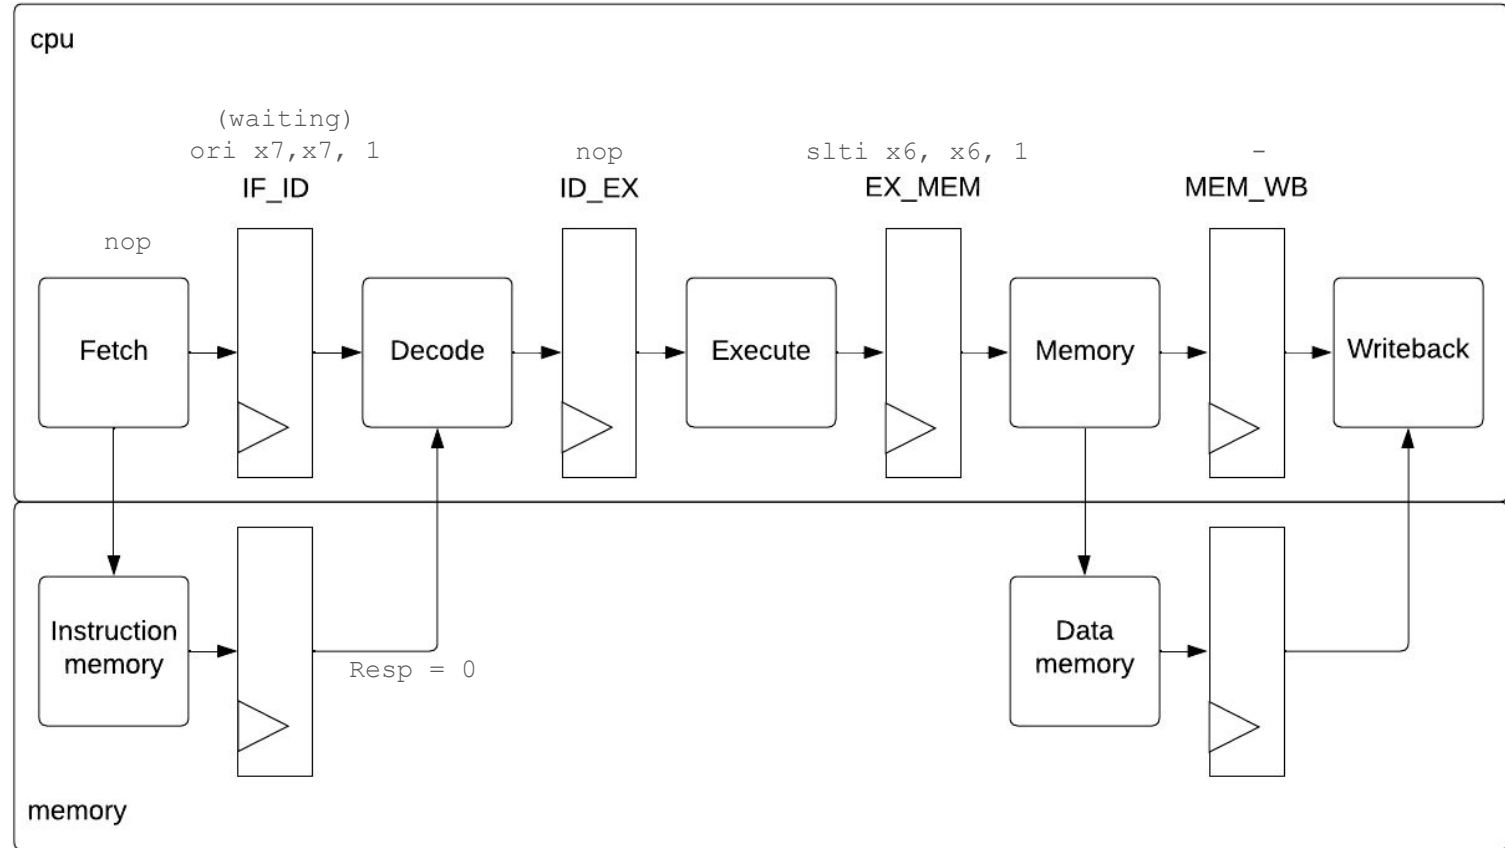 cpu
(waiting)
ori x7,x7, 1
nop
slti x6, x6, 1
-
IF_ID
ID_EX
EX_MEM
MEM_WB
nop
Fetch
Decode
Execute
Memory
Writeback
Instruction
memory
Resp = 0
Data
memory
memory